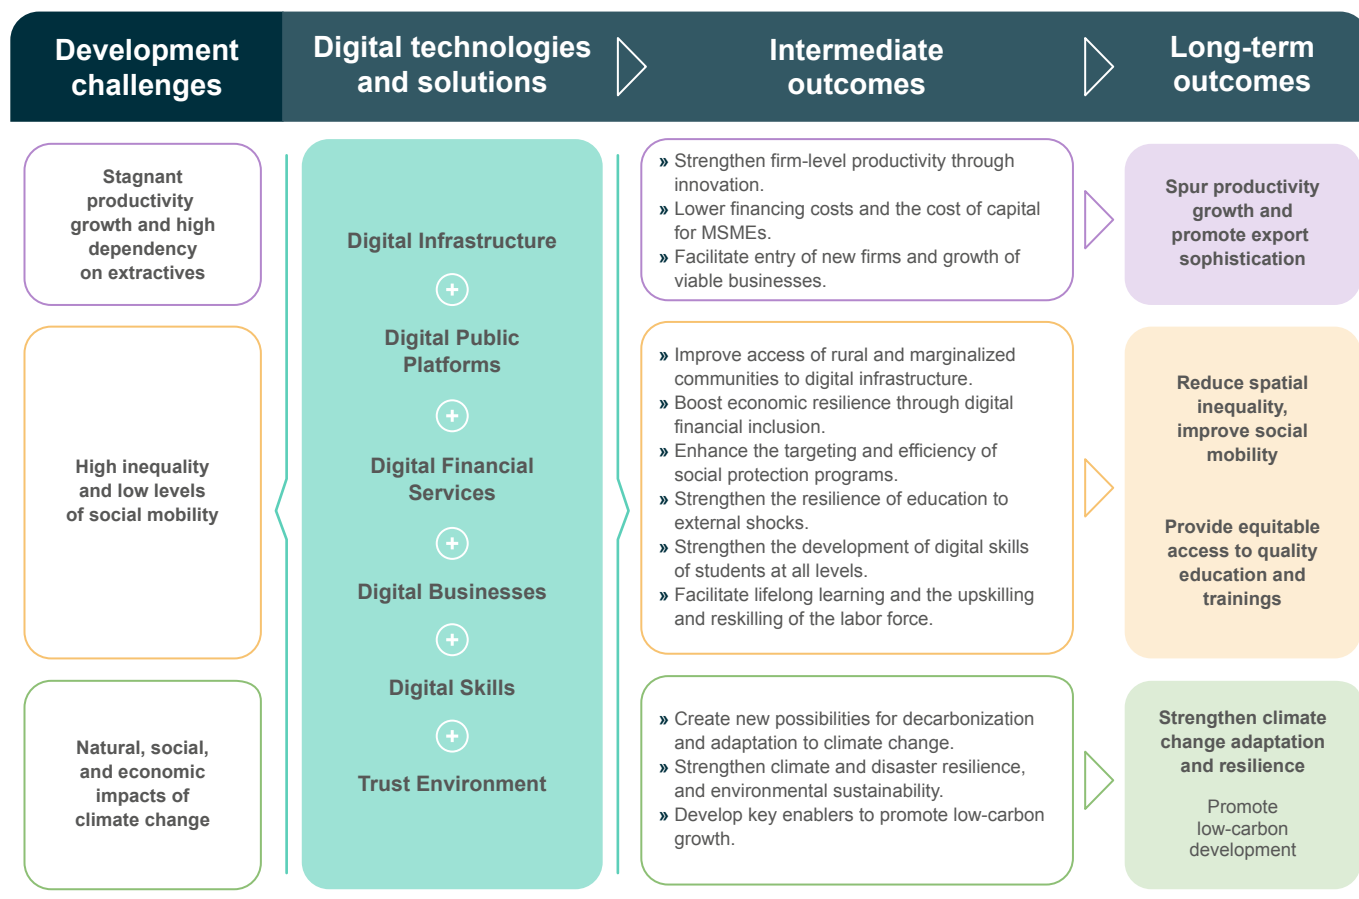 Development
challenges
Digital technologies
and solutions
Intermediate
outcomes
Long-term
outcomes
Stagnant
productivity
growth and high
dependency
on extractives
High inequality
and low levels
of social mobility
Natural, social,
and economic
impacts of
climate change
Digital Infrastructure
+
Digital Public
Platforms
+
Digital Financial
Services
+
Digital Businesses
+
Digital Skills
+
Trust Environment
» Strengthen firm-level productivity through
innovation.
» Lower financing costs and the cost of capital
for MSMEs.
» Facilitate entry of new firms and growth of
viable businesses.
» Improve access of rural and marginalized
communities to digital infrastructure.
» Boost economic resilience through digital
financial inclusion.
» Enhance the targeting and efficiency of
social protection programs.
» Strengthen the resilience of education to
external shocks.
» Strengthen the development of digital skills
of students at all levels.
» Facilitate lifelong learning and the upskilling
and reskilling of the labor force.
» Create new possibilities for decarbonization
and adaptation to climate change.
» Strengthen climate and disaster resilience,
and environmental sustainability.
» Develop key enablers to promote low-carbon
growth.
Spur productivity
growth and
promote export
sophistication
Reduce spatial
inequality,
improve social
mobility
Provide equitable
access to quality
education and
trainings
Strengthen climate
change adaptation
and resilience
Promote
low-carbon
development